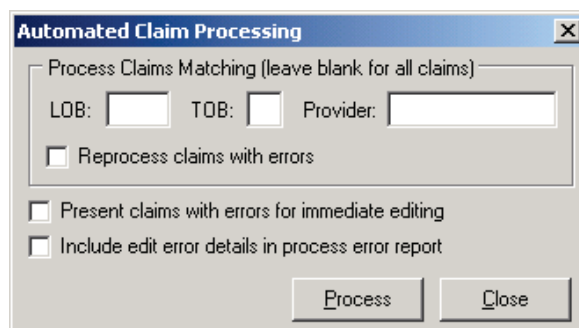 Automated Claim Processing
Process Claims Matching (leave blank for all claims)
LOB: TOB: Provider:
Reprocess claims with errors
Present claims with errors for immediate editing
Include edit error details in process error report
Process Close